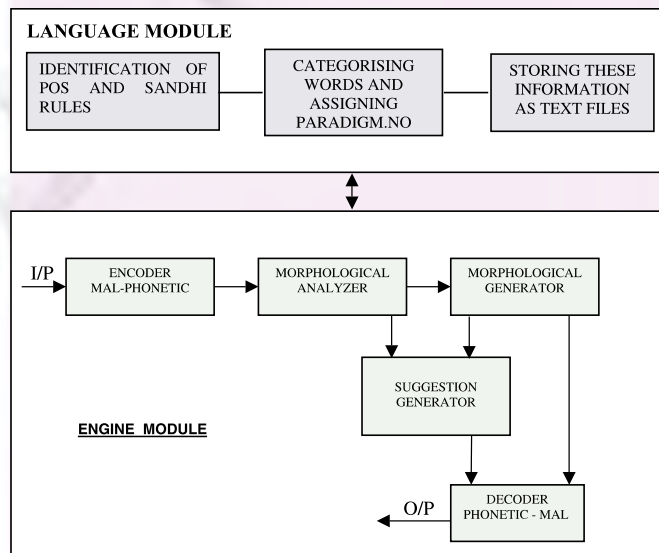 LANGUAGE MODULE
IDENTIFICATION OF
POS AND SANDHI
RULES
CATEGORISING
WORDS AND
ASSIGNING
PARADIGM.NO
STORING THESE
INFORMATION
AS TEXT FILES
I/P
ENCODER
MAL-PHONETIC
MORPHOLOGICAL
ANALYZER
MORPHOLOGICAL
GENERATOR
SUGGESTION
GENERATOR
ENGINE MODULE
DECODER
PHONETIC - MAL
O/P